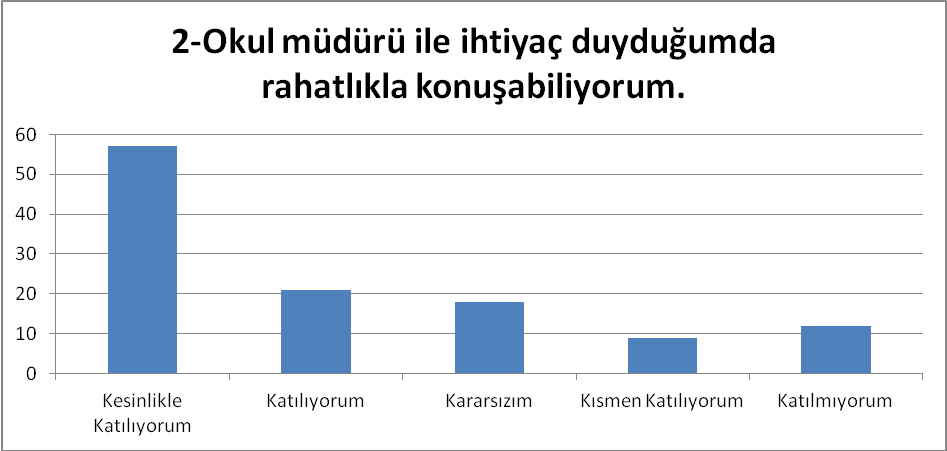 2-Okul müdürü ile ihtiyaç duyduğumda
rahatlıkla konuşabiliyorum.
60
50
40
30
20
10
0
Kesinlikle
Katılıyorum
Katılıyorum
Kararsızım
Kısmen Katılıyorum
Katılmıyorum